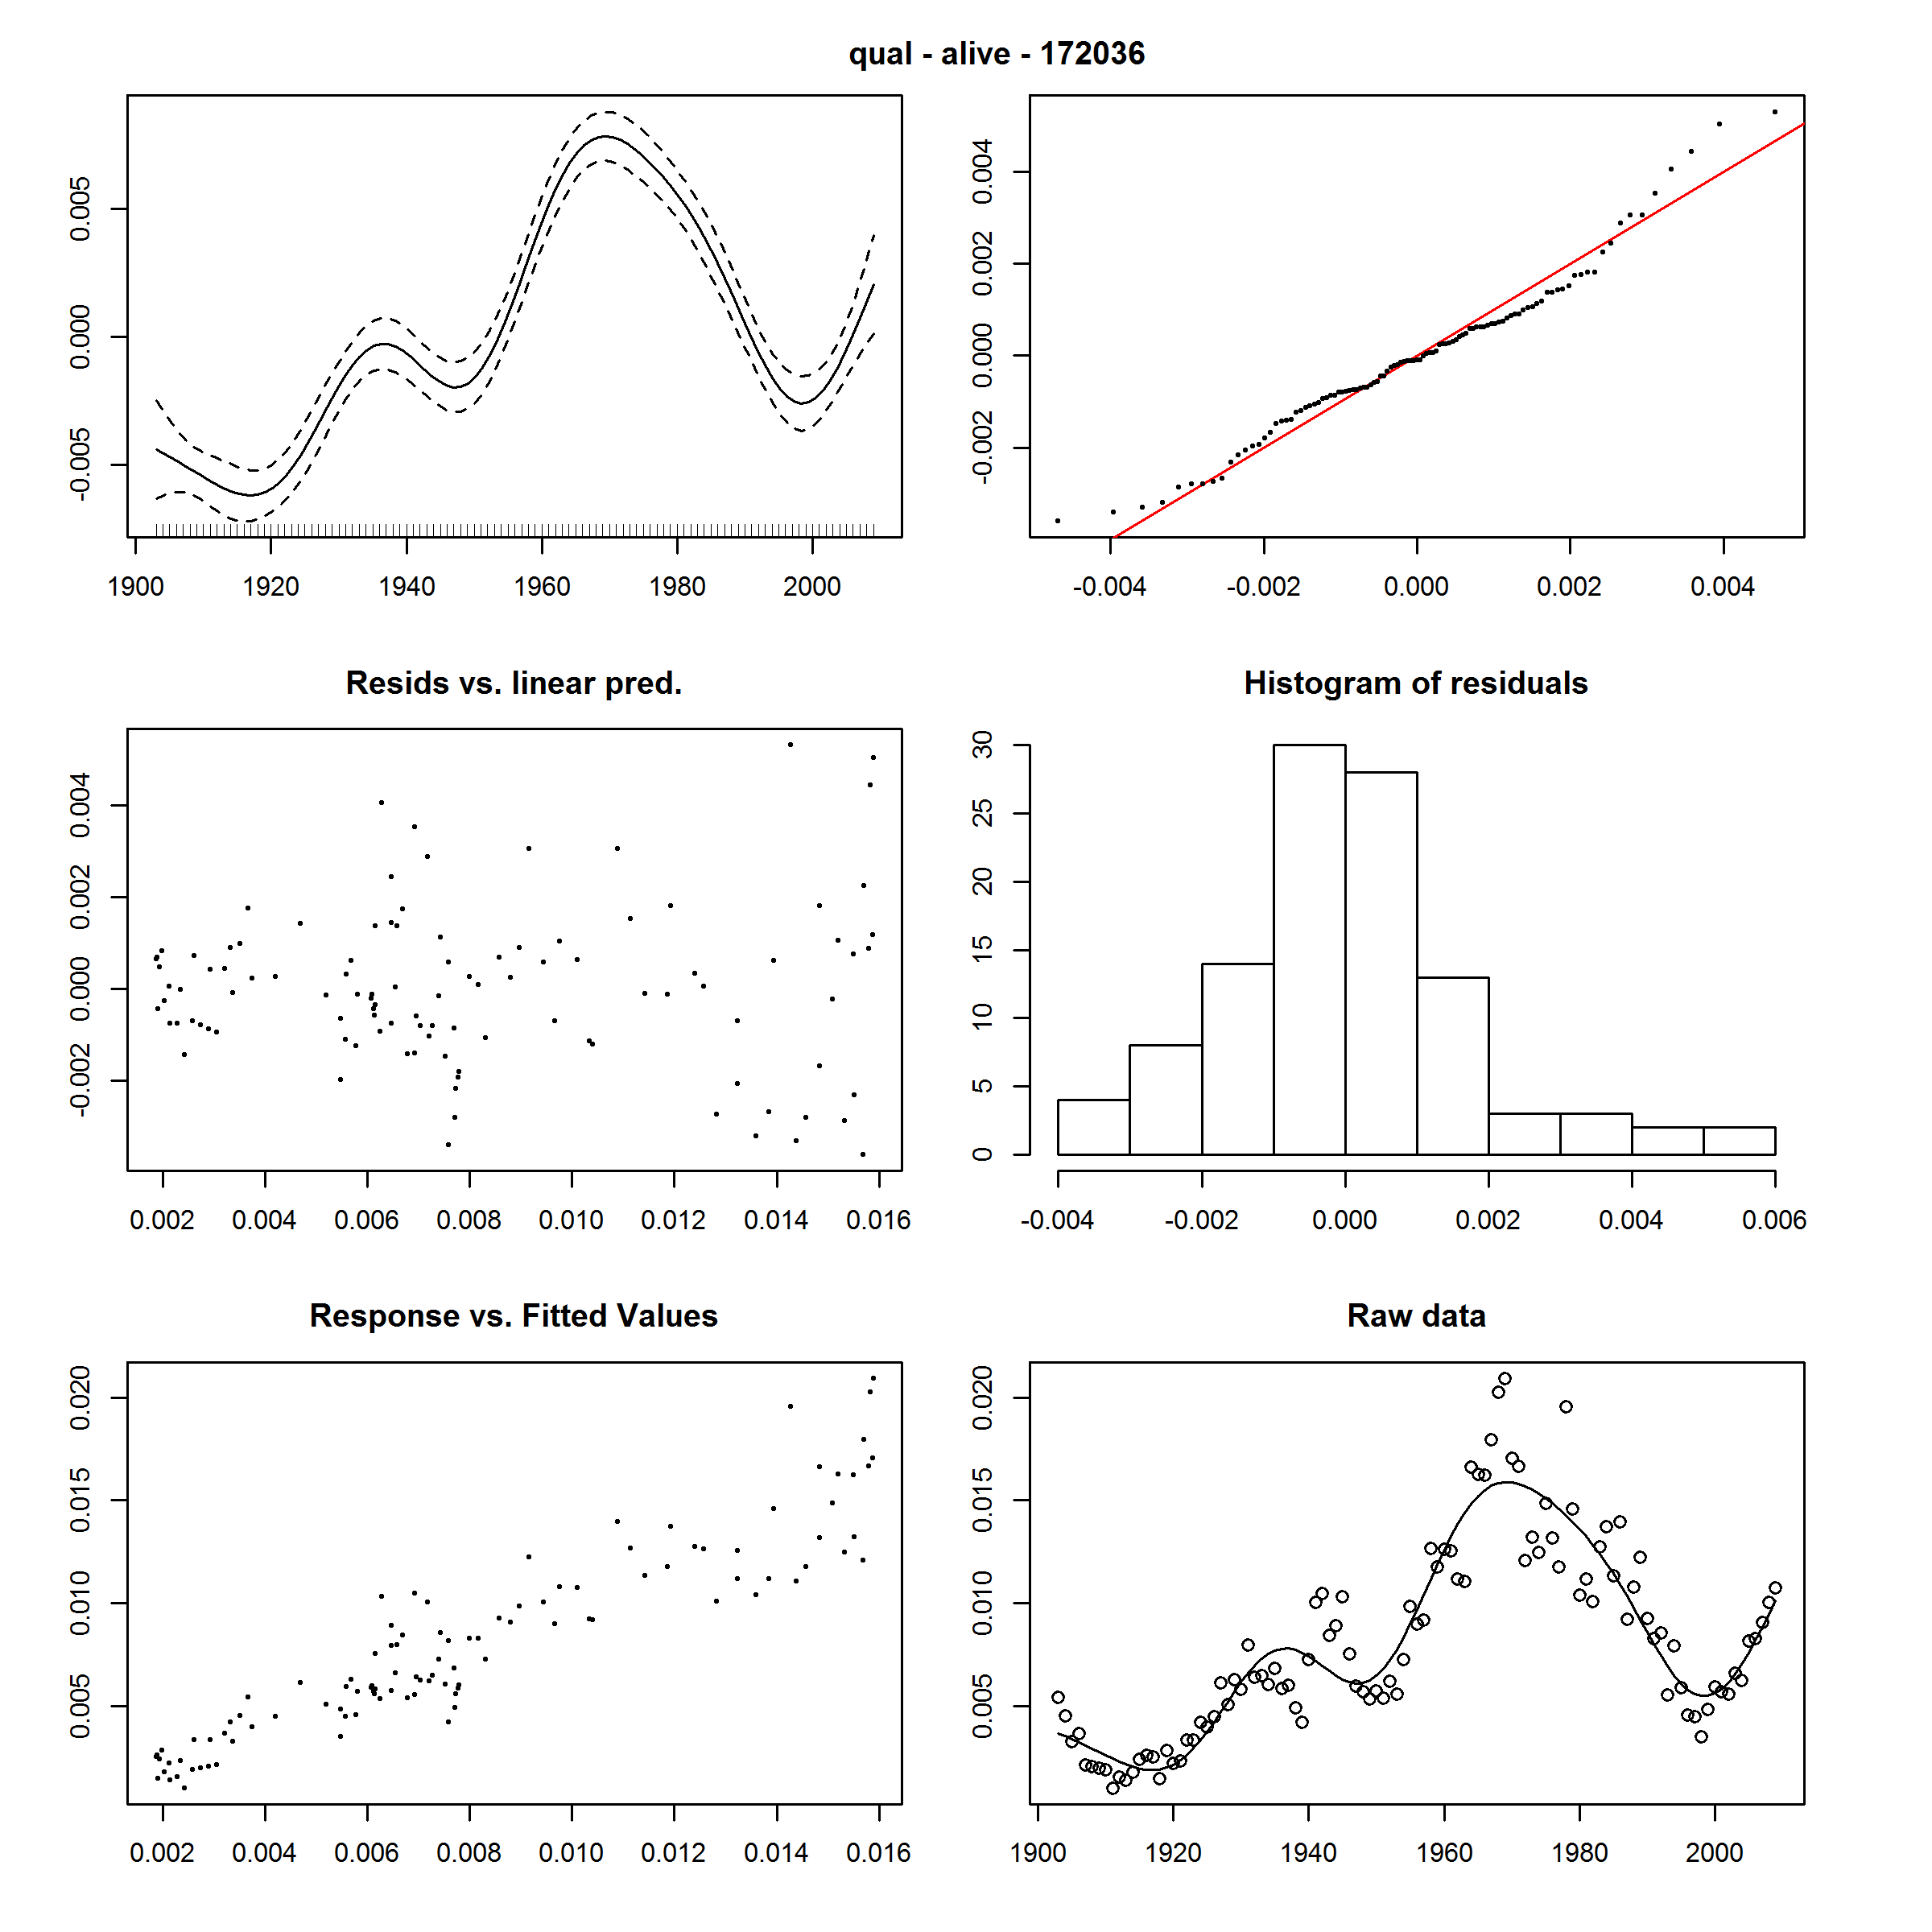 qual - alive - 172036
0.005
0.000
-0.005
1900 1920 1940 1960 1980 2000
0.004
0.002
0.000
-0.002
-0.004 -0.002 0.000 0.002 0.004
Resids vs. linear pred.
0.004
0.002
0.000
-0.002
0.002 0.004 0.006 0.008 0.010 0.012 0.014 0.016
Histogram of residuals
30
25
20
15
10
5
0
-0.004 -0.002 0.000 0.002 0.004 0.006
Response vs. Fitted Values
0.020
0.015
0.010
0.005
0.002 0.004 0.006 0.008 0.010 0.012 0.014 0.016
Raw data
0.020
0.015
0.010
0.005
1900 1920 1940 1960 1980 2000